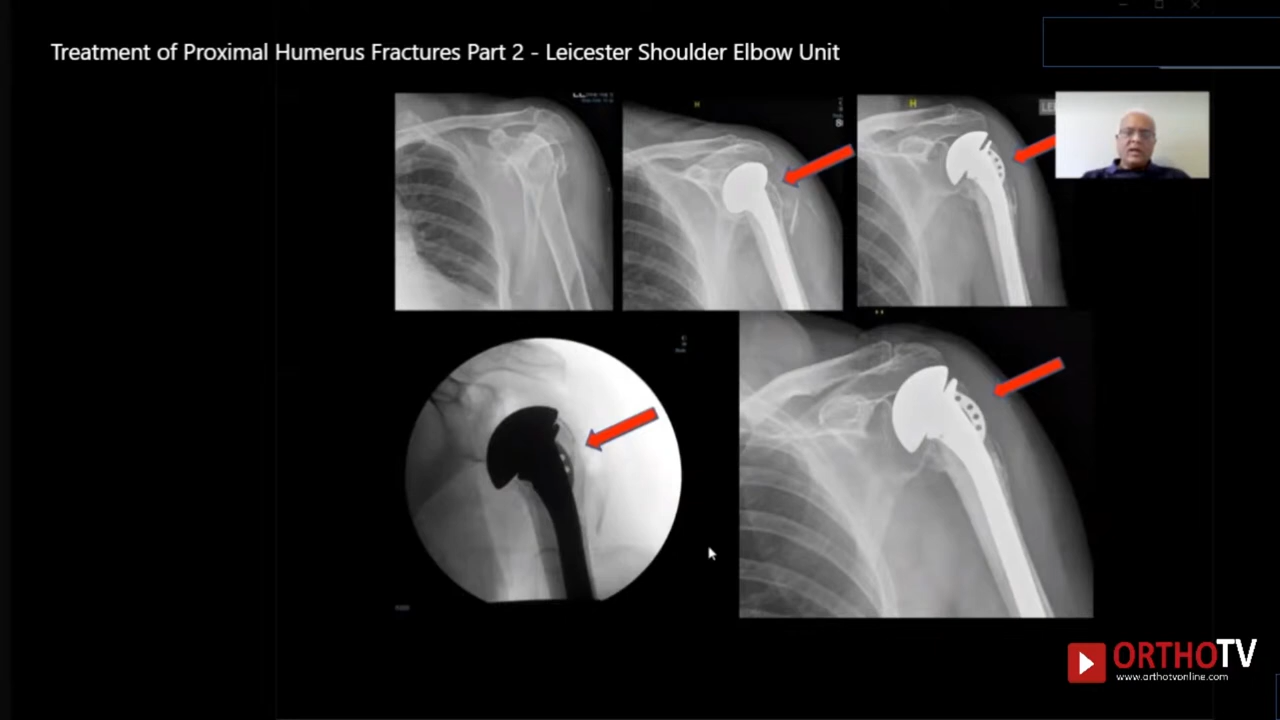 Treatment of Proximal Humerus Fractures Part 2 - Leicester Shoulder Elbow Unit
H
H
ORTHOTV
www.orthotvonline.com